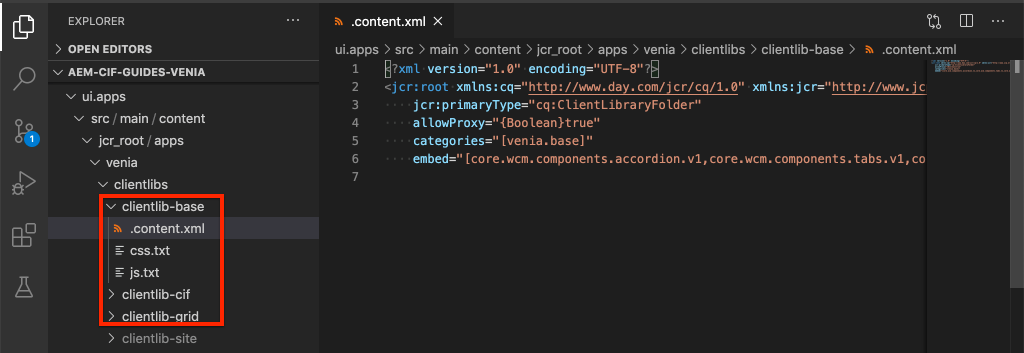 EXPLORER
···
OPEN EDITORS
AEM-CIF-GUIDES-VENIA
ui.apps
src / main / content
jcr_root / apps
venia
clientlibs
clientlib-base
.content.xml
css.txt
js.txt
clientlib-cif
clientlib-grid
clientlib-site
1
.content.xml
···
ui.apps > src > main > content > jcr_root > apps > venia > clientlibs > clientlib-base > .content.xml
1 <?xml version="1.0" encoding="UTF-8"?>
2 <jcr:root xmlns:cq="http://www.day.com/jcr/cq/1.0" xmlns:jcr="http://www.jc
3 jcr:primaryType="cq:ClientLibraryFolder"
4 allowProxy="{Boolean}true"
5 categories="[venia.base]"
6 embed="[core.wcm.components.accordion.v1,core.wcm.components.tabs.v1,co
7